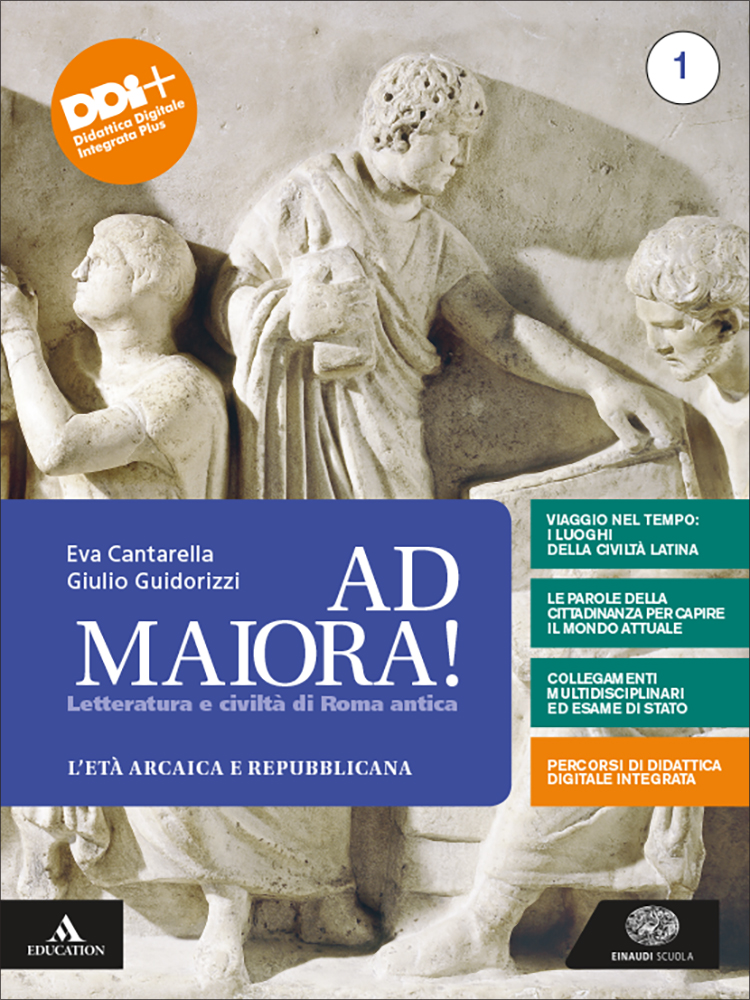 DDi+
Didattica Digitale
Integrata Plus
1
Eva Cantarella
Giulio Guidorizzi
AD
MAIORA!
Letteratura e civiltà di Roma antica
L'ETÀ ARCAICA E REPUBBLICANA
VIAGGIO NEL TEMPO:
I LUOGHI
DELLA CIVILTÀ LATINA
LE PAROLE DELLA
CITTADINANZA PER CAPIRE
IL MONDO ATTUALE
COLLEGAMENTI
MULTIDISCIPLINARI
ED ESAME DI STATO
PERCORSI DI DIDATTICA
DIGITALE INTEGRATA
EDUCATION
EINAUDI SCUOLA